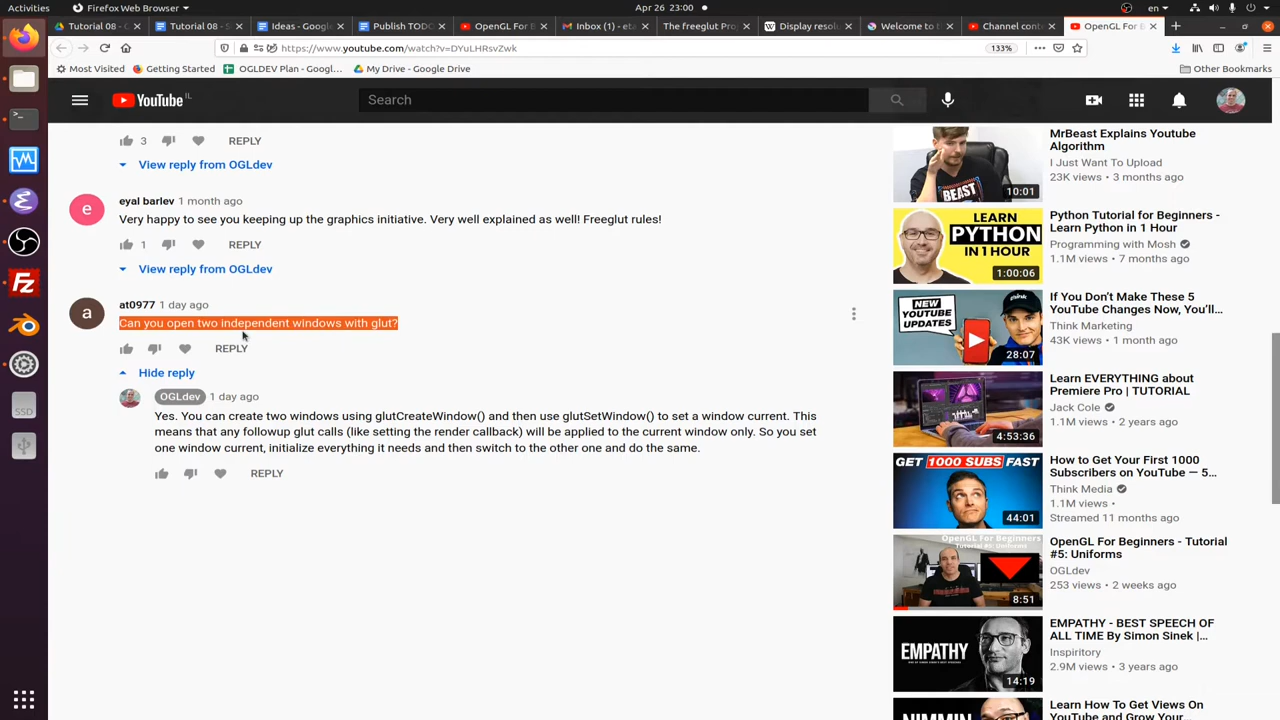 Activities
Firefox Web Browser
Apr 26 23:00
en
Tutorial 08 - C
Tutorial 08 - S
Ideas - Google
Publish TODO
OpenGL For B
Inbox (1) - eta
The freeglut Pro
Display resol
Welcome to
Channel conte
OpenGL For B
https://www.youtube.com/watch?v=DYuLHRsvZwk
133%
Most Visited
Getting Started
OGLDEV Plan - Googl...
My Drive - Google Drive
Other Bookmarks
YouTube IL
Search
3
REPLY
View reply from OGLdev
e
eyal barlev 1 month ago
Very happy to see you keeping up the graphics initiative. Very well explained as well! Freeglut rules!
1
REPLY
View reply from OGLdev
a
at0977 1 day ago
Can you open two independent windows with glut?
REPLY
Hide reply
OGLdev 1 day ago
Yes. You can create two windows using glutCreateWindow() and then use glutSetWindow() to set a window current. This
means that any followup glut calls (like setting the render callback) will be applied to the current window only. So you set
one window current, initialize everything it needs and then switch to the other one and do the same.
REPLY
BEAST
10:01
MrBeast Explains Youtube
Algorithm
I Just Want To Upload
23K views • 3 months ago
LEARN
PYTHON
IN 1 HOUR
1:00:06
Python Tutorial for Beginners -
Learn Python in 1 Hour
Programming with Mosh
1.1M views • 7 months ago
NEW
YOUTUBE
UPDATES
28:07
If You Don't Make These 5
YouTube Changes Now, You'll...
Think Marketing
43K views • 1 month ago
4:53:36
Learn EVERYTHING about
Premiere Pro | TUTORIAL
Jack Cole
1.1M views • 2 years ago
GET 1000 SUBS FAST
44:01
How to Get Your First 1000
Subscribers on YouTube — 5...
Think Media
1.1M views •
Streamed 11 months ago
OpenGL For Beginners
Tutorial #5: Uniforms
8:51
OpenGL For Beginners - Tutorial
#5: Uniforms
OGLdev
253 views • 2 weeks ago
EMPATHY
14:19
EMPATHY - BEST SPEECH OF
ALL TIME By Simon Sinek |...
Inspiritory
2.9M views • 3 years ago
NIMMIN
Learn How To Get Views On
YouTube and Grow Your
SSD